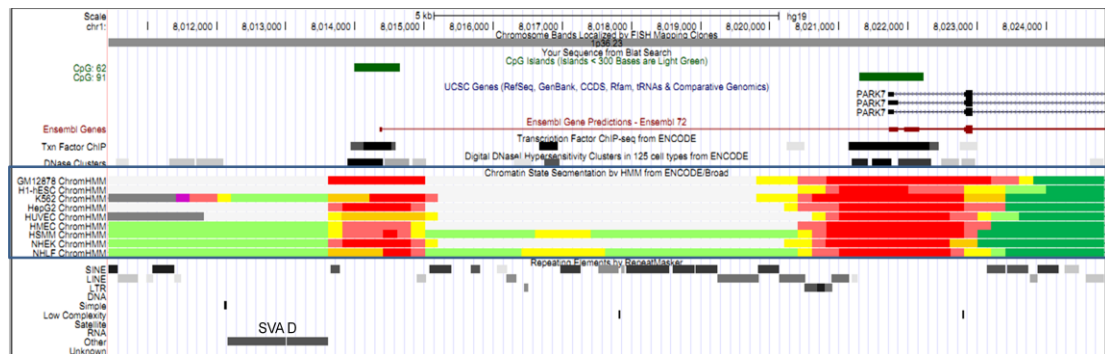 Scale 5 kb hg19
chr1: 8,012,000 8,013,000 8,014,000 8,015,000 8,016,000 8,017,000 8,018,000 8,019,000 8,020,000 8,021,000 8,022,000 8,023,000 8,024,000
Chromosome Bands Localized by FISH Mapping Clones
1p36.23
Your Sequence from Blat Search
CpG Islands (Islands < 300 Bases are Light Green)
CpG: 62
CpG: 91
UCSC Genes (RefSeq, GenBank, CCDS, Rfam, tRNAs & Comparative Genomics)
PARK7
PARK7
PARK7
Ensembl Gene Predictions - Ensembl 72
Ensembl Genes
Transcription Factor ChIP-seq from ENCODE
Txn Factor ChIP
Digital DNaseI Hypersensitivity Clusters in 125 cell types from ENCODE
DNase Clusters
Chromatin State Segmentation by HMM from ENCODE/Broad
GM12878 ChromHMM
H1-hESC ChromHMM
K562 ChromHMM
HepG2 ChromHMM
HUVEC ChromHMM
HMEC ChromHMM
HSMM ChromHMM
NHEK ChromHMM
NHLF ChromHMM
Repeating Elements by RepeatMasker
SINE
LINE
LTR
DNA
Simple
Low Complexity
Satellite
RNA
SVA D
Other
Unknown